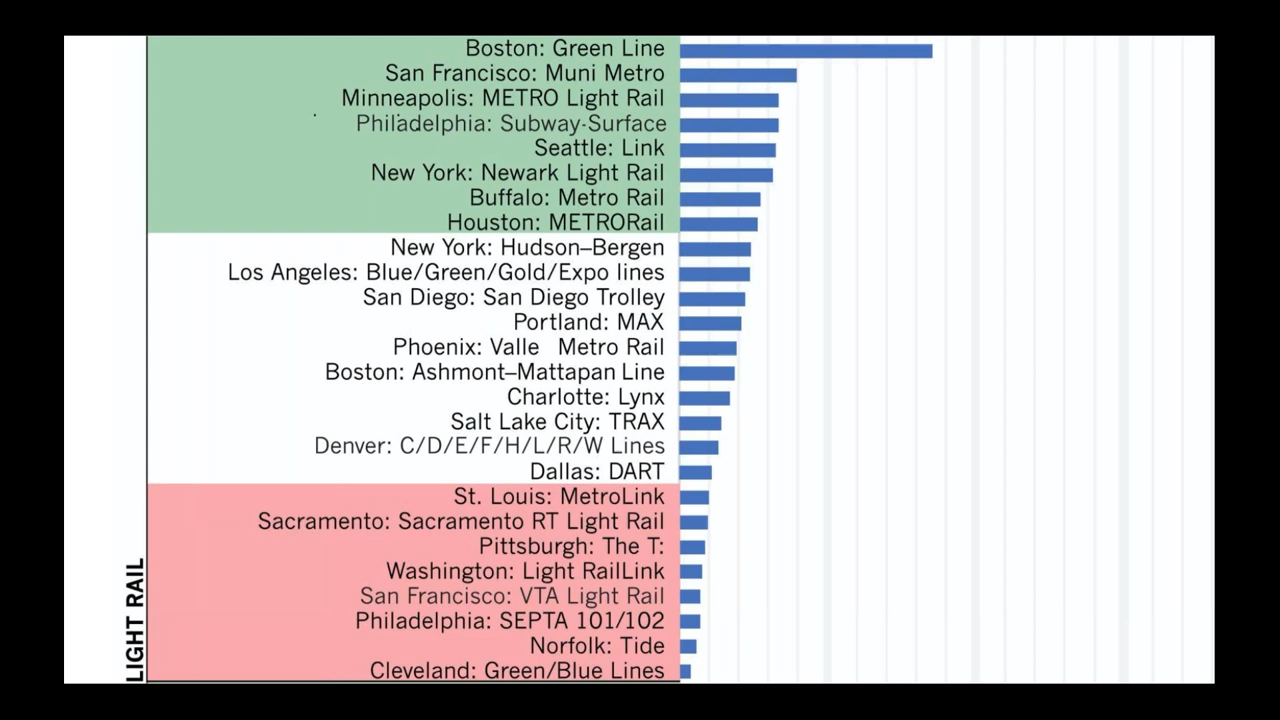 Boston: Green Line
San Francisco: Muni Metro
Minneapolis: METRO Light Rail
Philadelphia: Subway-Surface
Seattle: Link
New York: Newark Light Rail
Buffalo: Metro Rail
Houston: METRORail
New York: Hudson–Bergen
Los Angeles: Blue/Green/Gold/Expo lines
San Diego: San Diego Trolley
Portland: MAX
Phoenix: Valle Metro Rail
Boston: Ashmont–Mattapan Line
Charlotte: Lynx
Salt Lake City: TRAX
Denver: C/D/E/F/H/L/R/W Lines
Dallas: DART
St. Louis: MetroLink
Sacramento: Sacramento RT Light Rail
Pittsburgh: The T:
Washington: Light RailLink
San Francisco: VTA Light Rail
Philadelphia: SEPTA 101/102
Norfolk: Tide
Cleveland: Green/Blue Lines
LIGHT RAIL